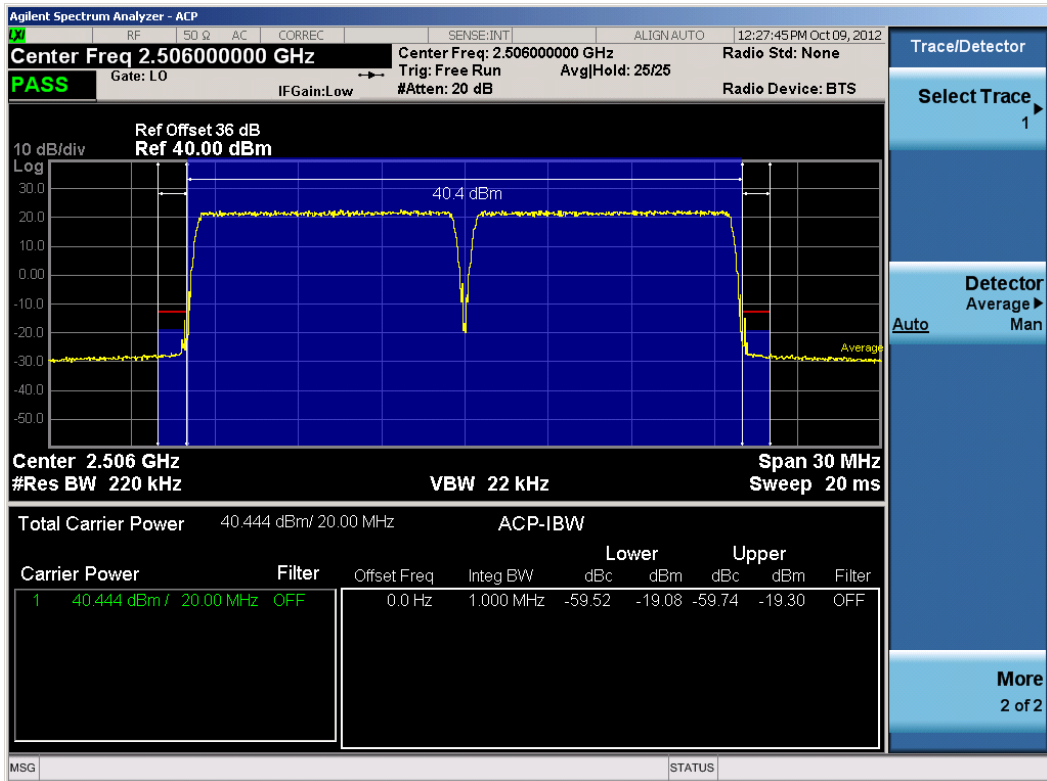 Agilent Spectrum Analyzer - ACP
LXI RF 50 Ω AC CORREC SENSE:INT ALIGNAUTO 12:27:45 PM Oct 09, 2012
Center Freq 2.506000000 GHz
Center Freq: 2.506000000 GHz Radio Std: None
PASS Gate: LO Trig: Free Run Avg|Hold: 25/25
IFGain:Low #Atten: 20 dB Radio Device: BTS
Ref Offset 36 dB
10 dB/div Ref 40.00 dBm
Log
30.0
40.4 dBm
20.0
10.0
0.00
-10.0
-20.0
Average
-30.0
-40.0
-50.0
Center 2.506 GHz Span 30 MHz
#Res BW 220 kHz VBW 22 kHz Sweep 20 ms
Total Carrier Power 40.444 dBm/ 20.00 MHz ACP-IBW
Lower Upper
Carrier Power Filter Offset Freq Integ BW dBc dBm dBc dBm Filter
1 40.444 dBm / 20.00 MHz OFF 0.0 Hz 1.000 MHz -59.52 -19.08 -59.74 -19.30 OFF
MSG STATUS
Trace/Detector
Select Trace
1
Detector
Average
Auto Man
More
2 of 2